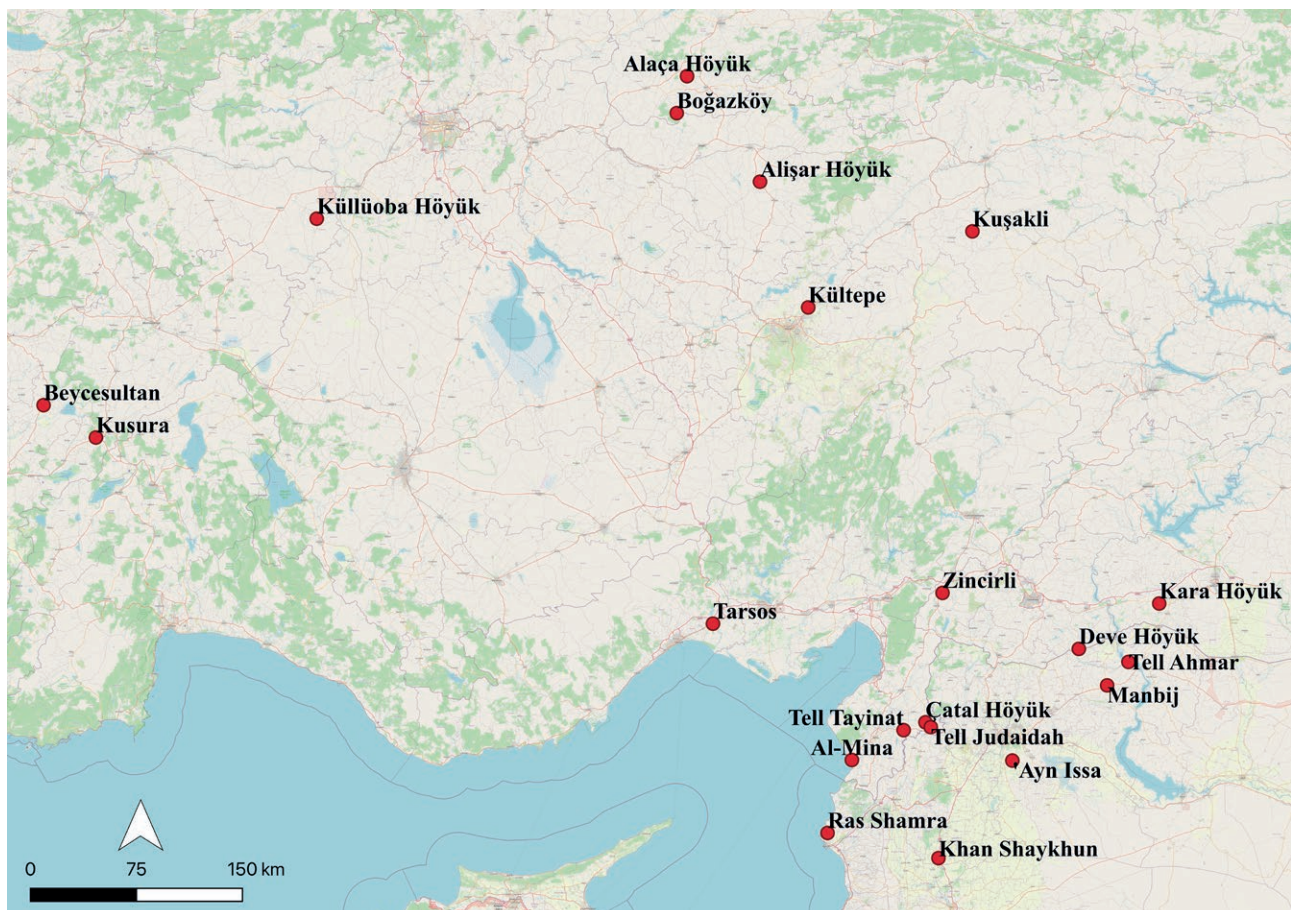 Alaça Höyük
Boğazköy
Alişar Höyük
Küllüoba Höyük
Kuşakli
Kültepe
Beycesultan
Kusura
Zincirli
Kara Höyük
Tarsos
Deve Höyük
Tell Ahmar
Manbij
Çatal Höyük
Tell Tayinat
Tell Judaidah
Al-Mina
'Ayn Issa
Ras Shamra
Khan Shaykhun
0 75 150 km